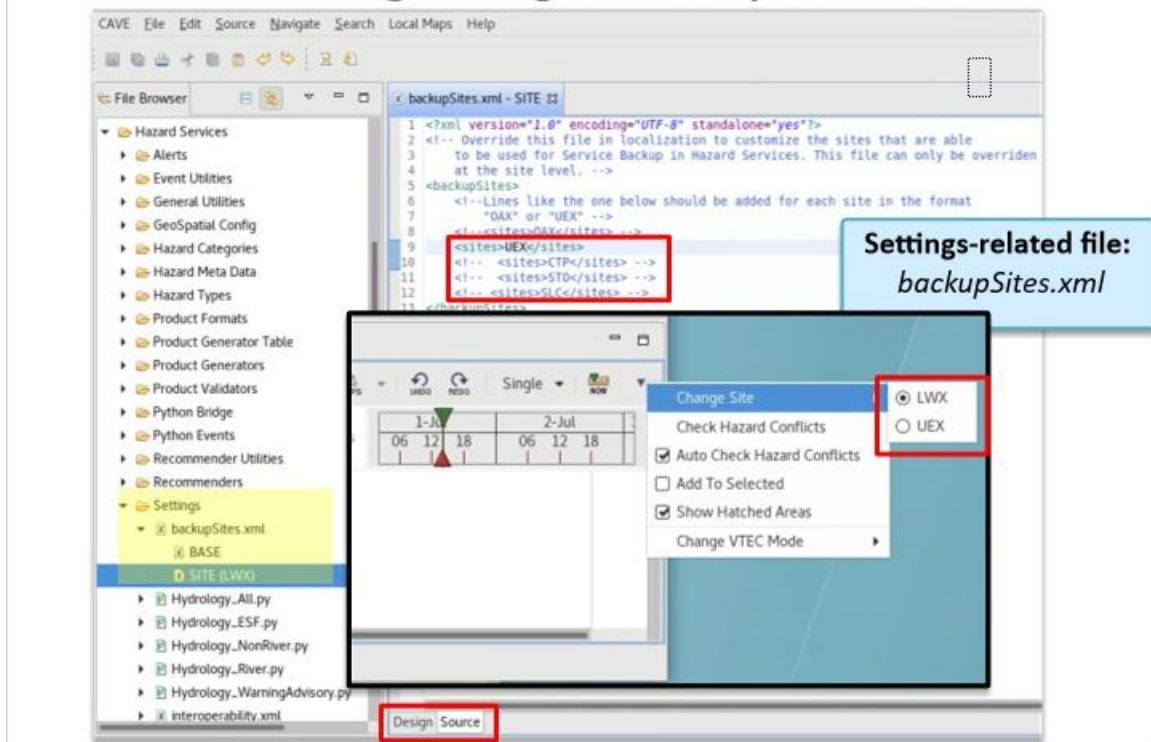 CAVE File Edit Source Navigate Search Local Maps Help
File Browser
backupSites.xml - SITE
Hazard Services
Alerts
Event Utilities
General Utilities
GeoSpatial Config
Hazard Categories
Hazard Meta Data
Hazard Types
Product Formats
Product Generator Table
Product Generators
Product Validators
Python Bridge
Python Events
Recommender Utilities
Recommenders
Settings
backupSites.xml
BASE
SITE (LWX)
Hydrology_All.py
Hydrology_ESF.py
Hydrology_NonRiver.py
Hydrology_River.py
Hydrology_WarningAdvisory.py
interoperability.xml
1 <?xml version="1.0" encoding="UTF-8" standalone="yes"?>
2 <!-- Override this file in localization to customize the sites that are able
3 to be used for Service Backup in Hazard Services. This file can only be overriden
4 at the site level. -->
5 <backupSites>
6 <!--Lines like the one below should be added for each site in the format
7 "OAX" or "UEX" -->
8 <!--<sites>OAX</sites> -->
9 <sites>UEX</sites>
10 <!-- <sites>CTP</sites> -->
11 <!-- <sites>STO</sites> -->
12 <!-- <sites>SLC</sites> -->
13 </backupSites>
Settings-related file:
backupSites.xml
UNDO REDO Single NOW
1-Jul 2-Jul
06 12 18 06 12 18
Change Site
Check Hazard Conflicts
Auto Check Hazard Conflicts
Add To Selected
Show Hatched Areas
Change VTEC Mode
LWX
UEX
Design Source